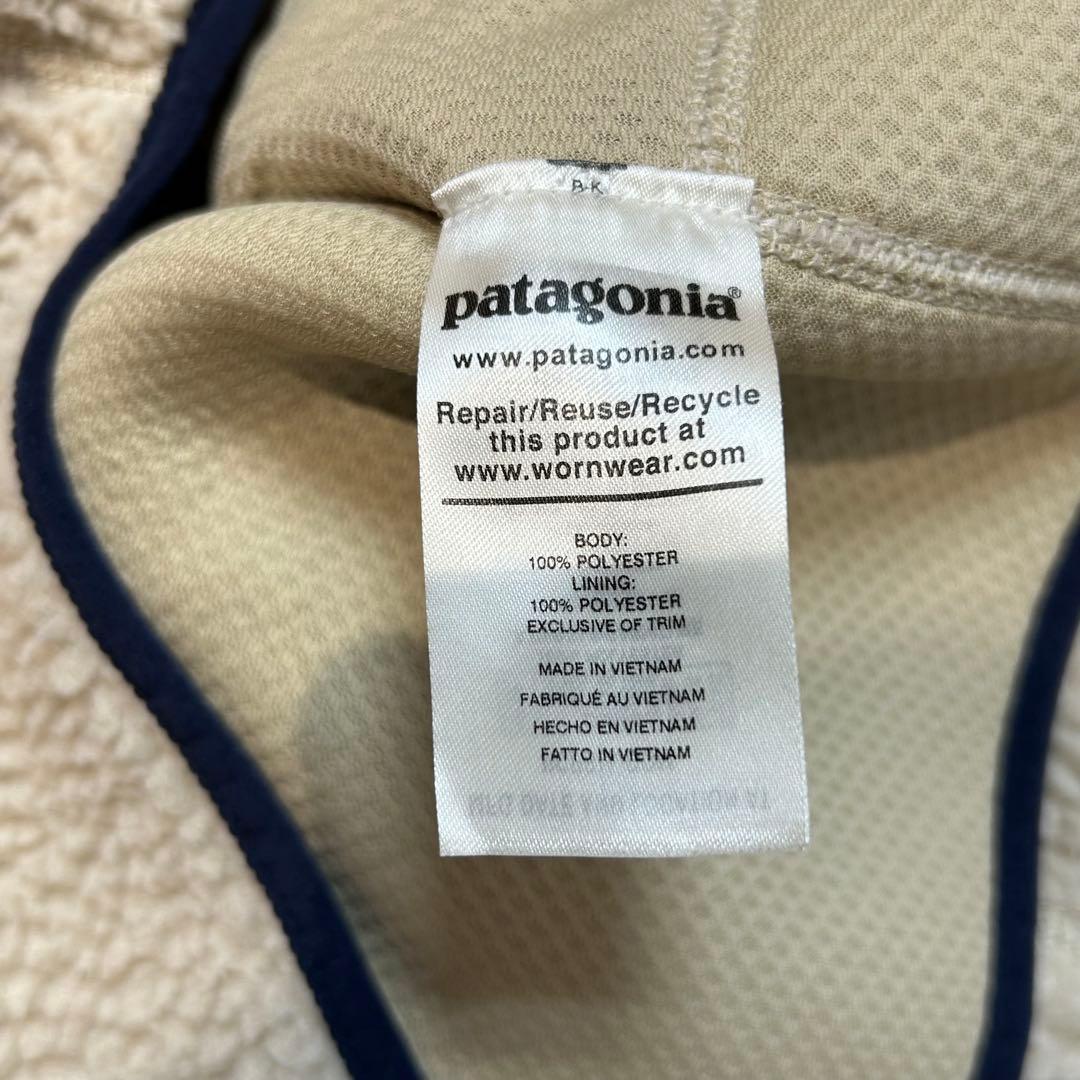 B-K
patagonia®
www.patagonia.com
Repair/Reuse/Recycle
this product at
www.wornwear.com
BODY:
100% POLYESTER
LINING:
100% POLYESTER
EXCLUSIVE OF TRIM
MADE IN VIETNAM
FABRIQUÉ AU VIETNAM
HECHO EN VIETNAM
FATTO IN VIETNAM